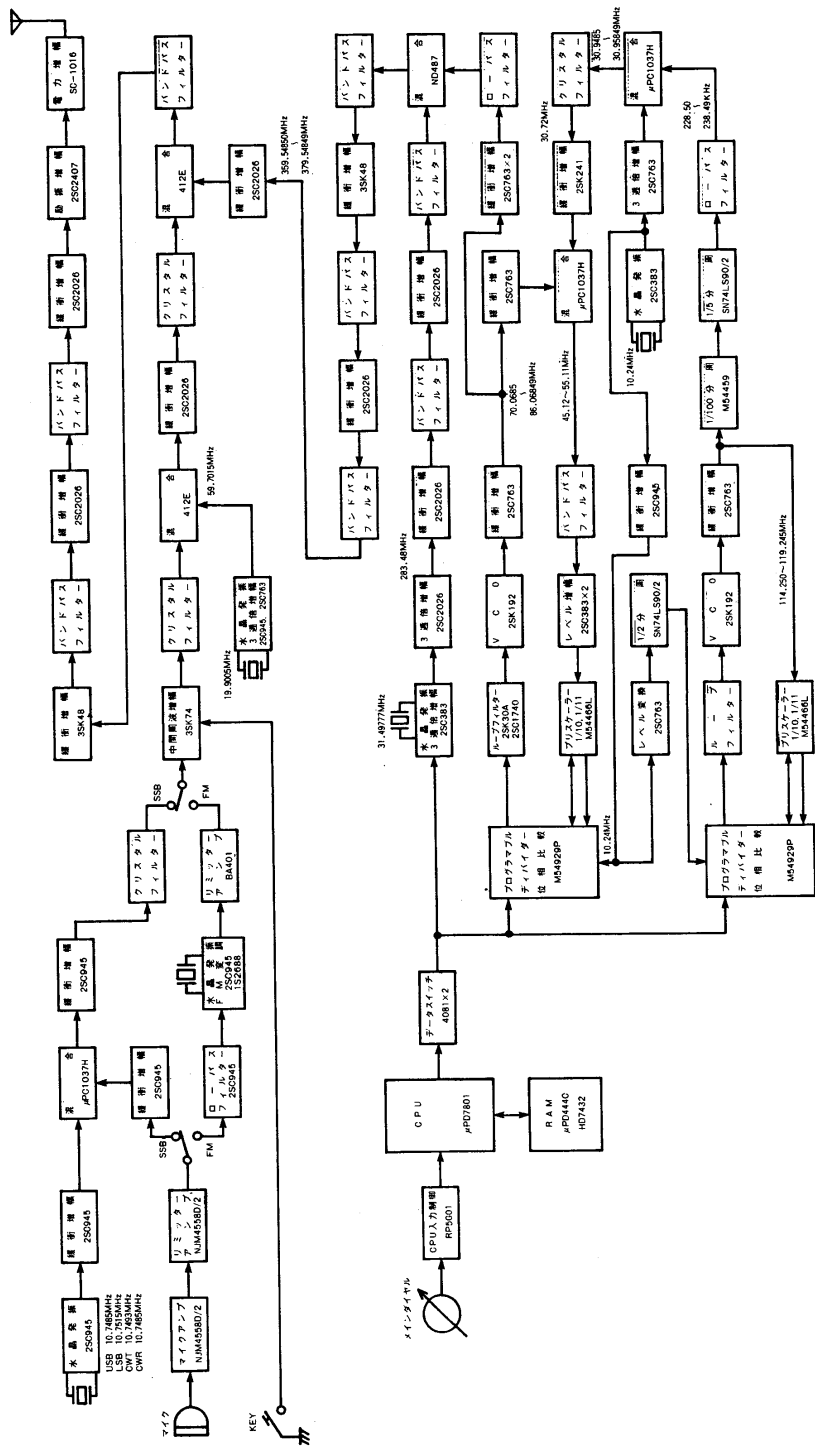 電力増幅
SC-1016
励振増幅
2SC2407
緩衝増幅
2SC2026
バンドパス
フィルター
緩衝増幅
2SC2026
バンドパス
フィルター
緩衝増幅
3SK48
バンドパス
フィルター
混合
412E
緩衝増幅
2SC2026
クリスタル
フィルター
緩衝増幅
2SC2026
混合
412E
59.7015MHz
水晶発振
3逓倍増幅
2SC945、2SC763
19.9005MHz
クリスタル
フィルター
中間周波増幅
3SK74
SSB
FM
クリスタル
フィルター
リミッター
アンプ
BA401
緩衝増幅
2SC945
水晶発振
FM変調
2SC945
1S2688
混合
μPC1037H
緩衝増幅
2SC945
ローパス
フィルター
2SC945
SSB
FM
緩衝増幅
2SC945
リミッター
アンプ
NJM4558D/2
水晶発振
2SC945
USB 10.7485MHz
LSB 10.7515MHz
CWT 10.7493MHz
CWR 10.7485MHz
マイクアンプ
NJM4558D/2
マイク
KEY
359.54850MHz
379.54849MHz
バンドパス
フィルター
緩衝増幅
3SK48
バンドパス
フィルター
緩衝増幅
2SC2026
バンドパス
フィルター
混合
ND487
バンドパス
フィルター
緩衝増幅
2SC2026
バンドパス
フィルター
緩衝増幅
2SC2026
283.48MHz
3逓倍増幅
2SC2026
31.49777MHz
水晶発振
3逓倍増幅
2SC383
ローパス
フィルター
緩衝増幅
2SC763×2
70.0685
86.06849MHz
緩衝増幅
2SC763
緩衝増幅
2SC763
VCO
2SK192
ループフィルター
2SK30A
2SC1740
クリスタル
フィルター
30.72MHz
緩衝増幅
2SK241
混合
μPC1037H
45.12~55.11MHz
バンドパス
フィルター
レベル増幅
2SC383×2
プリスケーラー
1/10,1/11
M54466L
プログラマブル
ディバイダー
位相比較
M54929P
30.9485
30.95849MHz
混合
μPC1037H
3逓倍増幅
2SC763
水晶発振
2SC383
10.24MHz
緩衝増幅
2SC945
10.24MHz
1/2分周
SN74LS90/2
レベル変換
2SC763
228.50
238.49KHz
ローパス
フィルター
1/5分周
SN74LS90/2
1/100分周
M54459
緩衝増幅
2SC763
VCO
2SK192
ループ
フィルター
114.250~119.245MHz
プリスケーラー
1/10,1/11
M54466L
プログラマブル
ディバイダー
位相比較
M54929P
データスイッチ
4081×2
CPU
μPD7801
RAM
μPD444C
HD7432
CPU入力制御
RP5G01
メインダイヤル